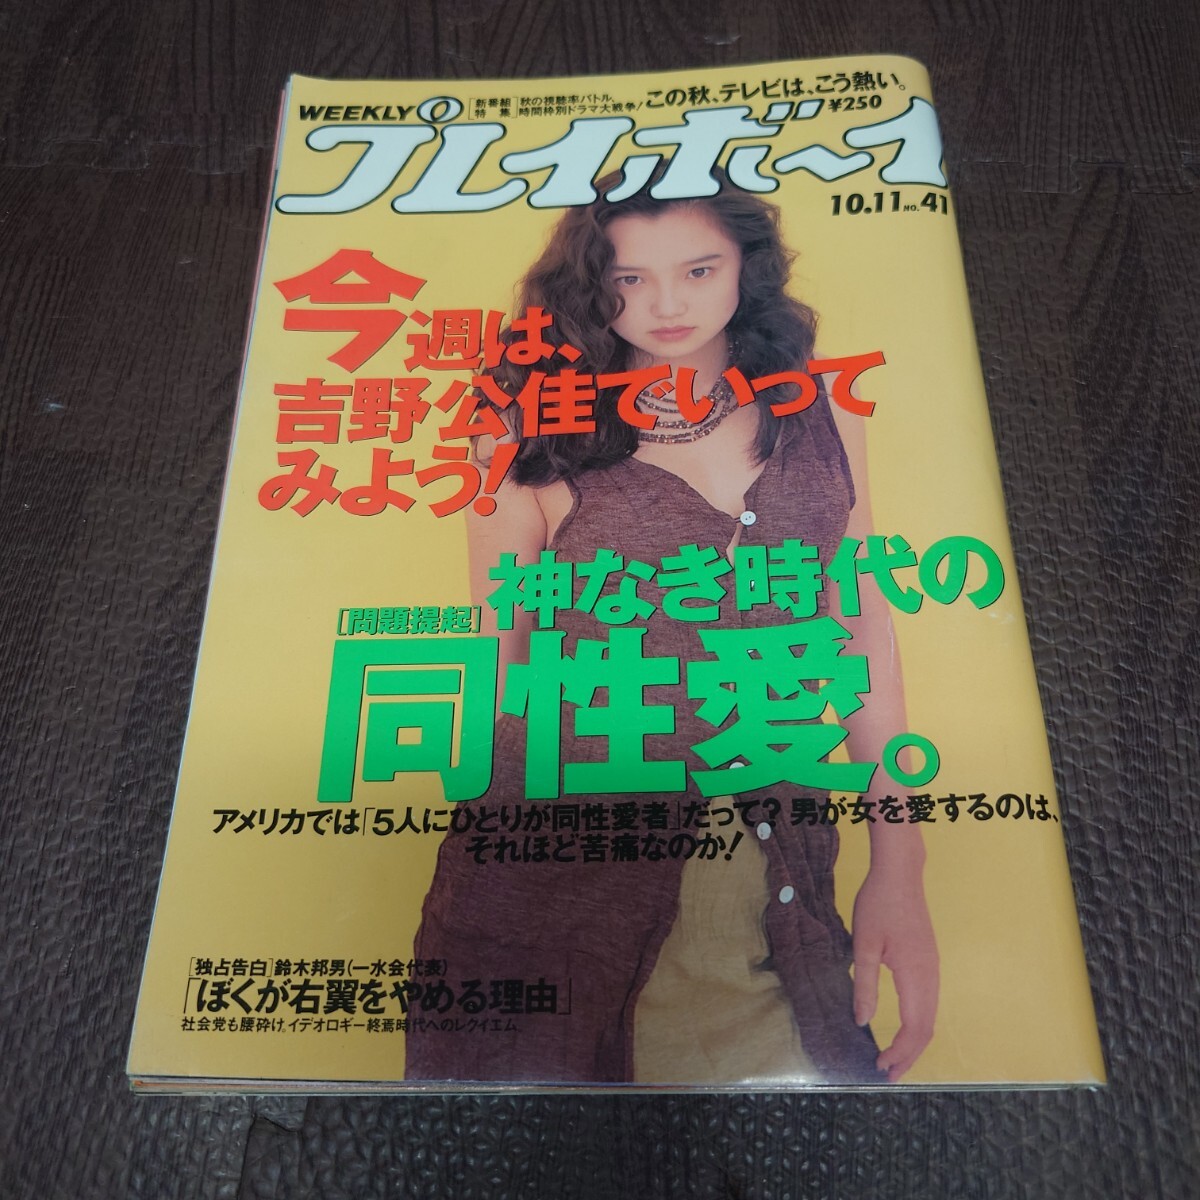 [新番組特集] 秋の視聴率バトル、時間枠別ドラマ大戦争! この秋、テレビは、こう熱い。
WEEKLY
プレイボーイ
¥250
10.11 NO. 41
今週は、
吉野公佳でいって
みよう!
[問題提起] 神なき時代の
同性愛。
アメリカでは「5人にひとりが同性愛者」だって? 男が女を愛するのは、
それほど苦痛なのか!
[独占告白] 鈴木邦男(一水会代表)
「ぼくが右翼をやめる理由」
社会党も腰砕け。イデオロギー終焉時代へのレクイエム